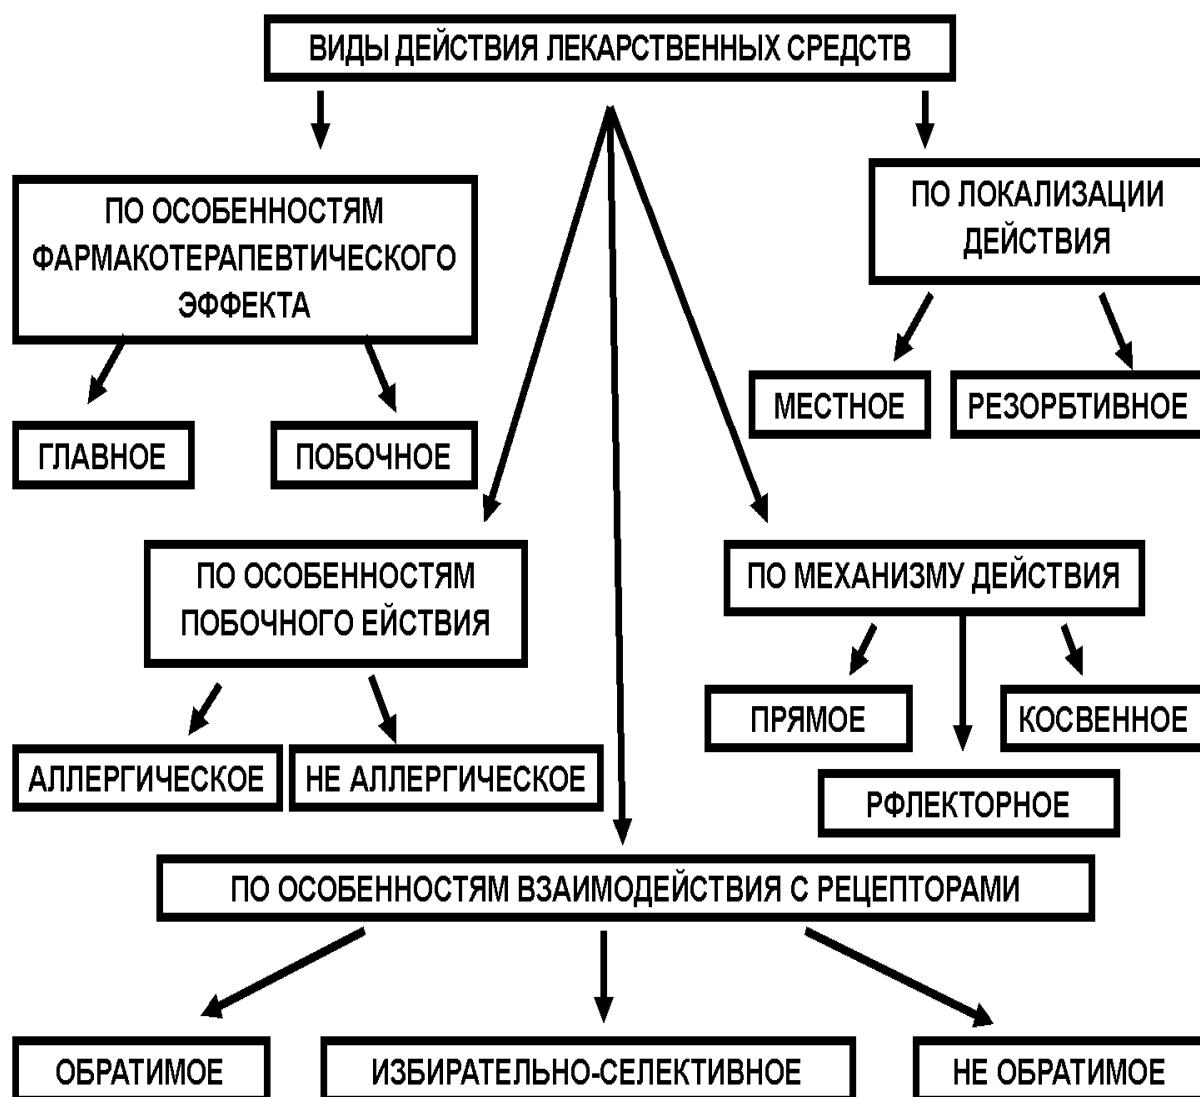 ВИДЫ ДЕЙСТВИЯ ЛЕКАРСТВЕННЫХ СРЕДСТВ
ПО ОСОБЕННОСТЯМ
ФАРМАКОТЕРАПЕВТИЧЕСКОГО
ЭФФЕКТА
ПО ЛОКАЛИЗАЦИИ
ДЕЙСТВИЯ
ГЛАВНОЕ
ПОБОЧНОЕ
МЕСТНОЕ
РЕЗОРБТИВНОЕ
ПО ОСОБЕННОСТЯМ
ПОБОЧНОГО ЕЙСТВИЯ
ПО МЕХАНИЗМУ ДЕЙСТВИЯ
АЛЛЕРГИЧЕСКОЕ
НЕ АЛЛЕРГИЧЕСКОЕ
ПРЯМОЕ
КОСВЕННОЕ
РФЛЕКТОРНОЕ
ПО ОСОБЕННОСТЯМ ВЗАИМОДЕЙСТВИЯ С РЕЦЕПТОРАМИ
ОБРАТИМОЕ
ИЗБИРАТЕЛЬНО-СЕЛЕКТИВНОЕ
НЕ ОБРАТИМОЕ